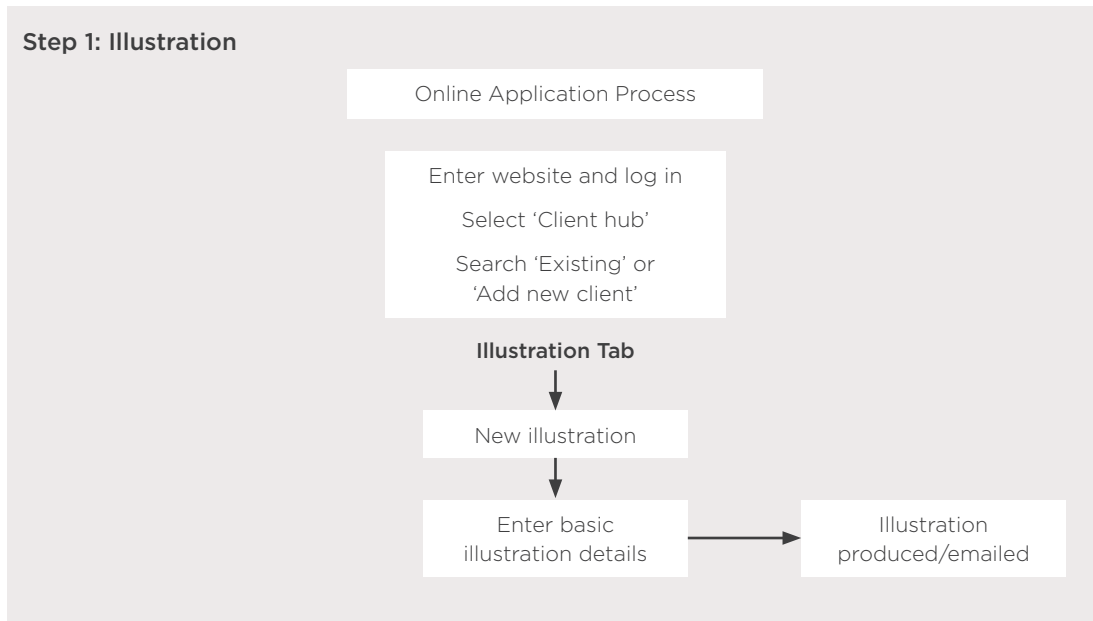 Step 1: Illustration
Online Application Process
Enter website and log in
Select ‘Client hub’
Search ‘Existing’ or
‘Add new client’
Illustration Tab
New illustration
Enter basic
illustration details
Illustration
produced/emailed